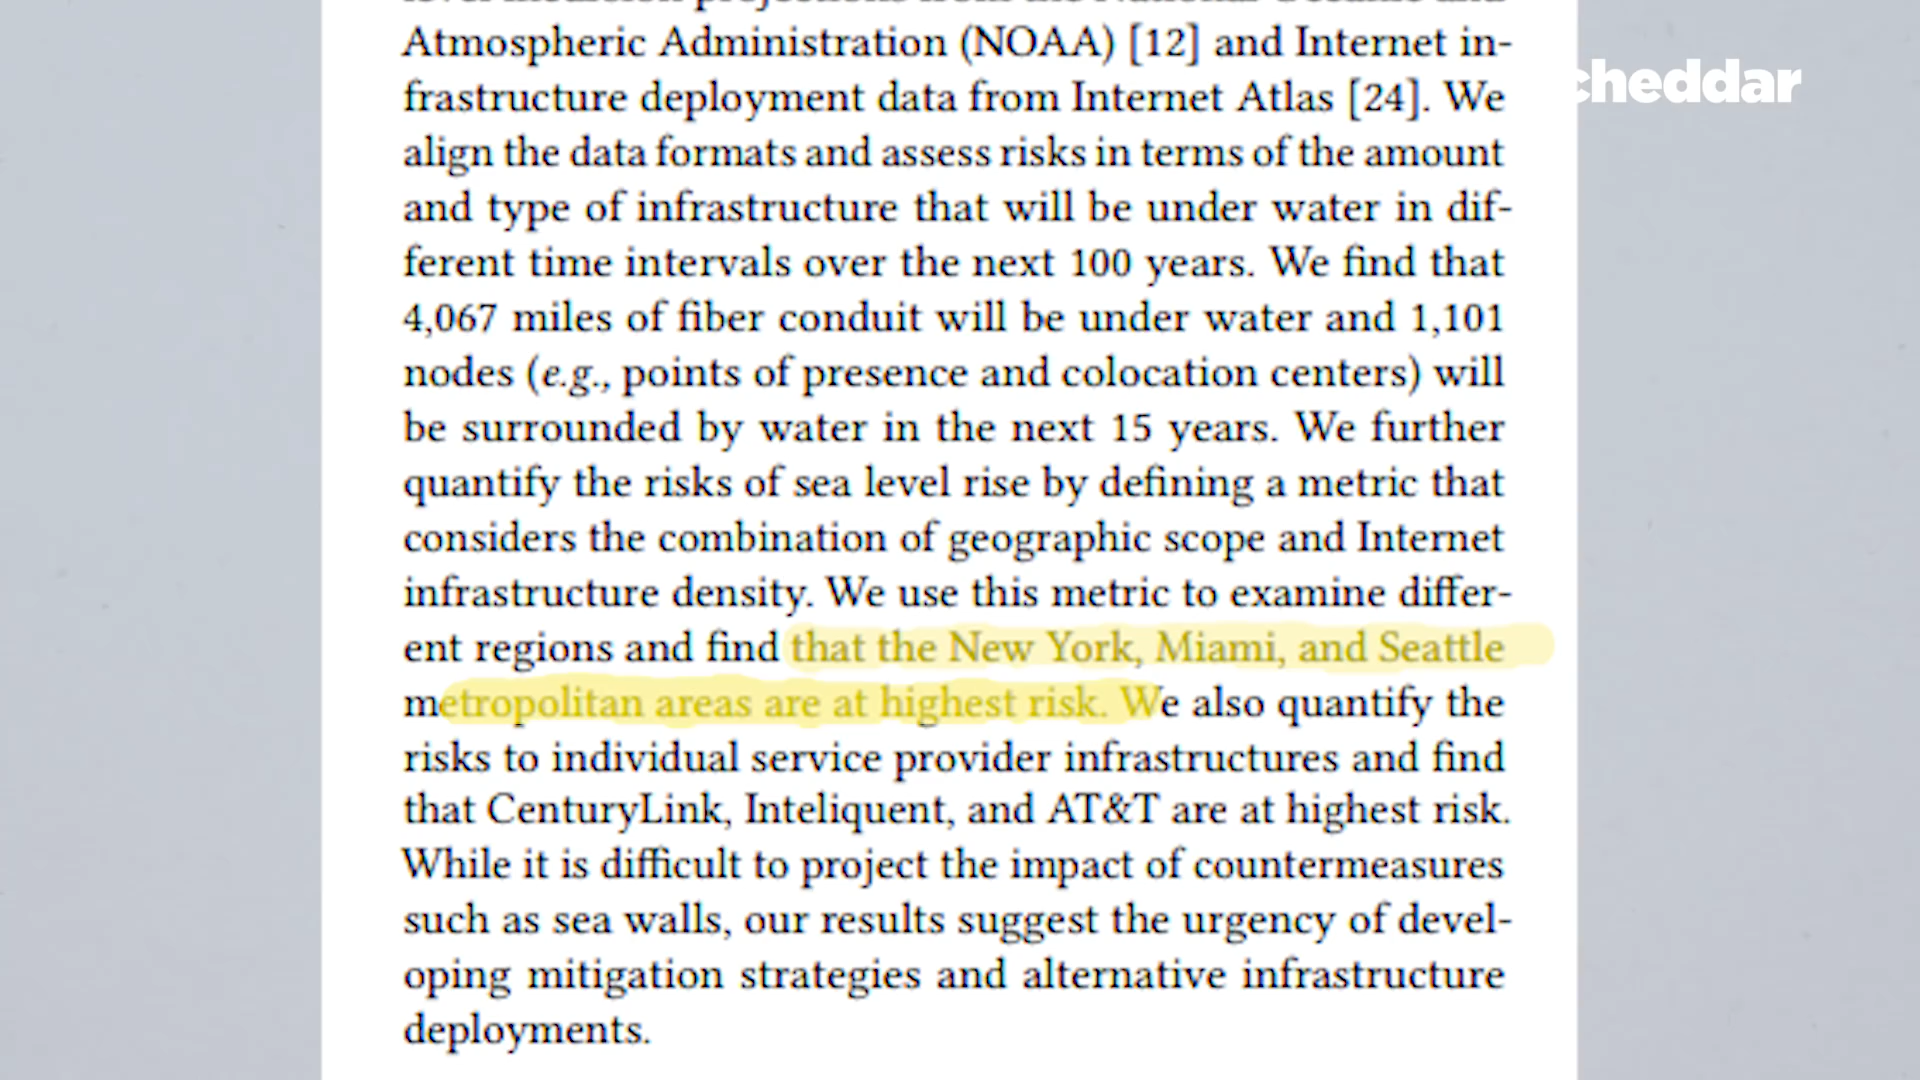 Atmospheric Administration (NOAA) [12] and Internet in-
frastructure deployment data from Internet Atlas [24]. We
align the data formats and assess risks in terms of the amount
and type of infrastructure that will be under water in dif-
ferent time intervals over the next 100 years. We find that
4,067 miles of fiber conduit will be under water and 1,101
nodes (e.g., points of presence and colocation centers) will
be surrounded by water in the next 15 years. We further
quantify the risks of sea level rise by defining a metric that
considers the combination of geographic scope and Internet
infrastructure density. We use this metric to examine differ-
ent regions and find that the New York, Miami, and Seattle
metropolitan areas are at highest risk. We also quantify the
risks to individual service provider infrastructures and find
that CenturyLink, Inteliquent, and AT&T are at highest risk.
While it is difficult to project the impact of countermeasures
such as sea walls, our results suggest the urgency of devel-
oping mitigation strategies and alternative infrastructure
deployments.
cheddar